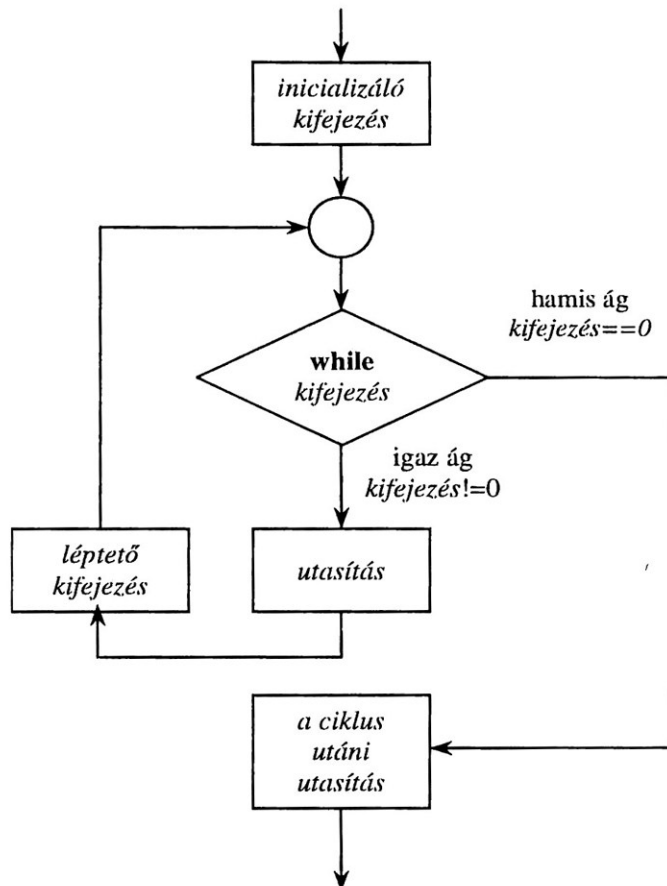 inicializáló
kifejezés
hamis ág
kifejezés==0
while
kifejezés
igaz ág
kifejezés!=0
léptető
kifejezés
utasítás
a ciklus
utáni
utasítás